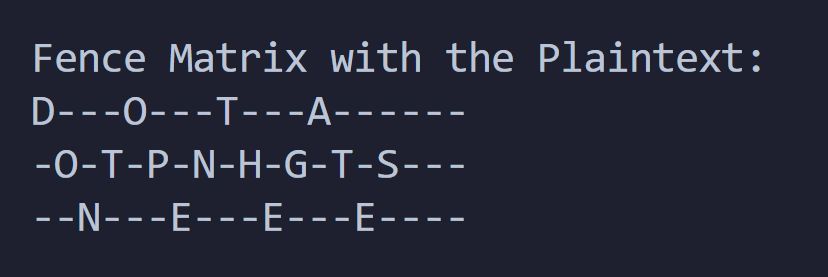 Fence Matrix with the Plaintext:
D---O---T---A------
-O-T-P-N-H-G-T-S---
--N---E---E---E----